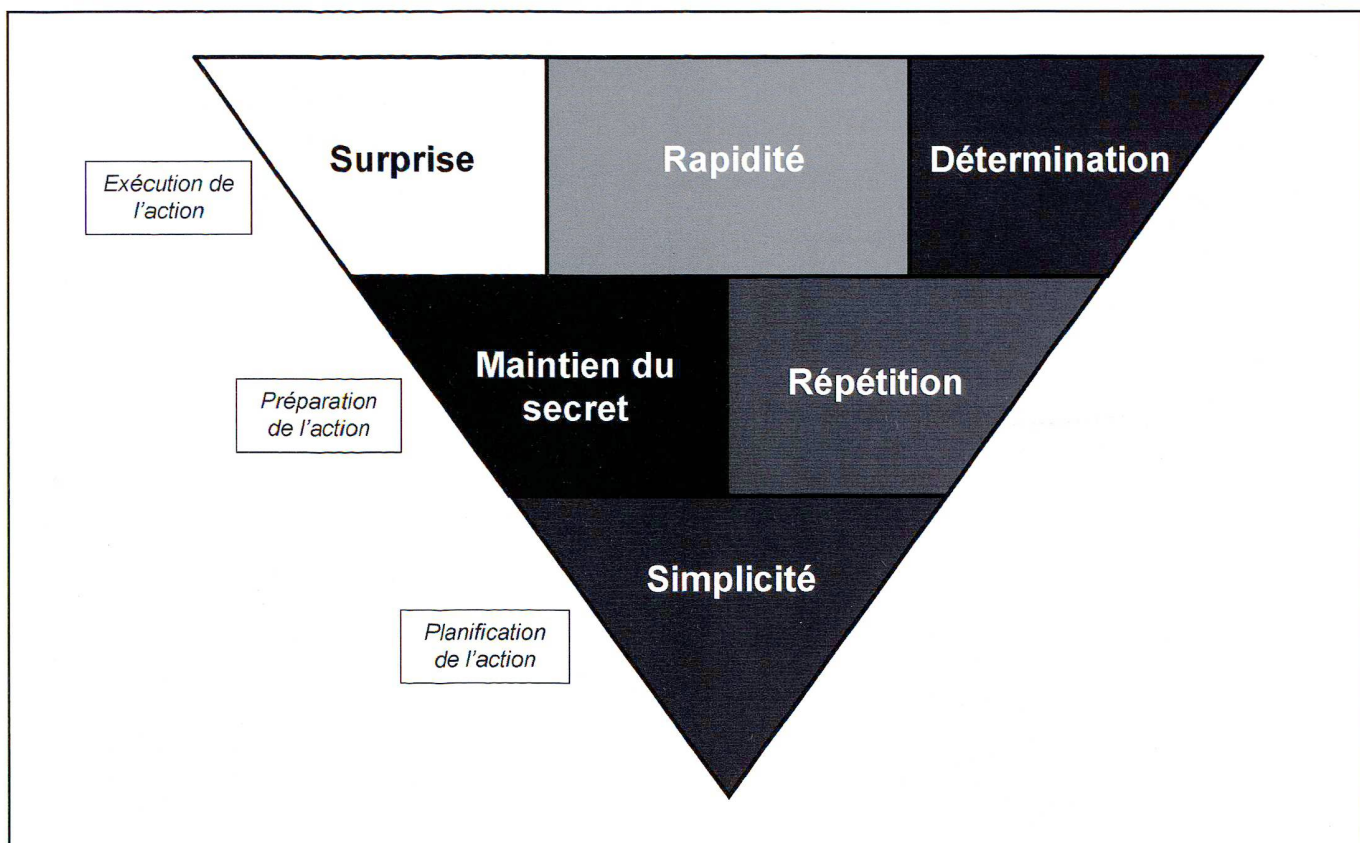 Surprise
Rapidité
Détermination
Exécution de
l'action
Maintien du
secret
Répétition
Préparation
de l'action
Simplicité
Planification
de l'action